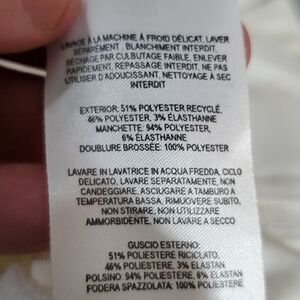 LAVAGE À LA MACHINE À FROID DÉLICAT, LAVER
SÉPAREMENT, BLANCHIMENT INTERDIT,
SÉCHAGE PAR CULBUTAGE FAIBLE, ENLEVER
RAPIDEMENT, REPASSAGE INTERDIT, NE PAS
UTILISER D'ADOUCISSANT, NETTOYAGE À SEC
INTERDIT
EXTERIOR: 51% POLYESTER RECYCLÉ,
46% POLYESTER, 3% ÉLASTHANNE
MANCHETTE: 94% POLYESTER,
6% ÉLASTHANNE
DOUBLURE BROSSÉE: 100% POLYESTER
LAVARE IN LAVATRICE IN ACQUA FREDDA, CICLO
DELICATO, LAVARE SEPARATAMENTE, NON
CANDEGGIARE, ASCIUGARE A TAMBURO A
TEMPERATURA BASSA, RIMUOVERE SUBITO,
NON STIRARE, NON UTILIZZARE
AMMORBIDENTE, NON LAVARE A SECCO
GUSCIO ESTERNO:
51% POLIESTERE RICICLATO,
46% POLIESTERE, 3% ELASTAN
POLSINO: 94% POLIESTERE, 6% ELASTAN
FODERA SPAZZOLATA: 100% POLIESTERE